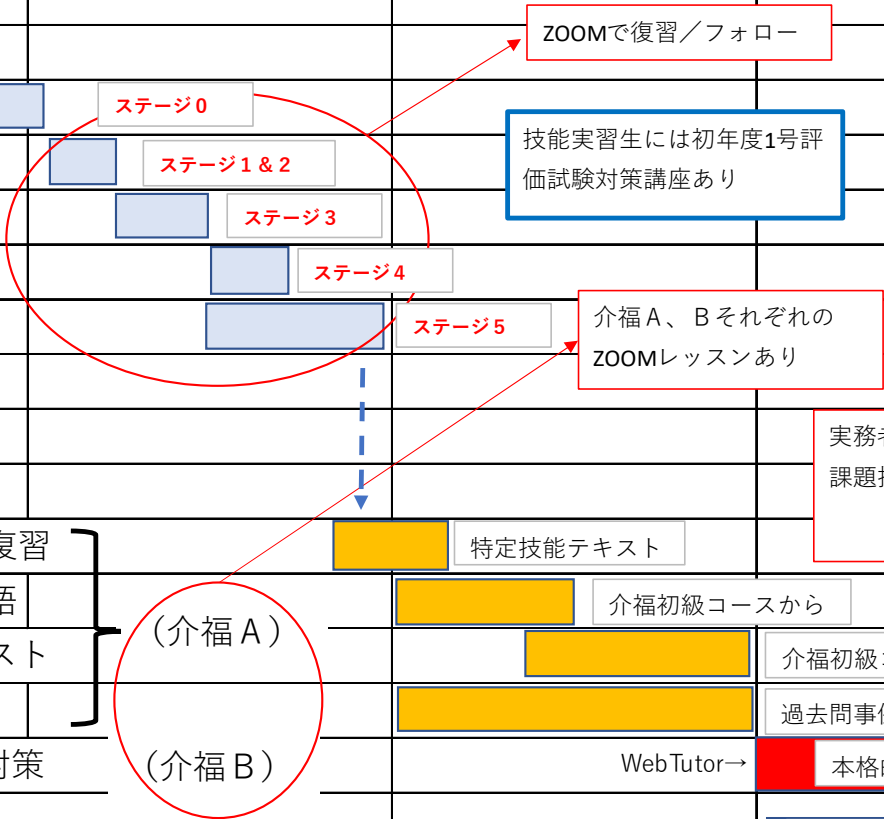 ZOOMで復習／フォロー
ステージ０
技能実習生には初年度1号評
価試験対策講座あり
ステージ１＆２
ステージ３
ステージ４
ステージ５
介福Ａ、Ｂそれぞれの
ZOOMレッスンあり
実務者
課題提
復習
特定技能テキスト
語
介福初級コースから
（介福Ａ）
スト
介福初級
過去問事例
対策
（介福Ｂ）
WebTutor→
本格的